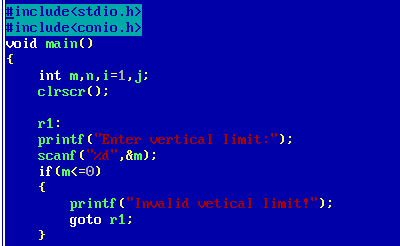 #include<stdio.h>
#include<conio.h>
void main()
{
int m,n,i=1,j;
clrscr();
r1:
printf("Enter vertical limit:");
scanf("%d",&m);
if(m<=0)
{
printf("Invalid vetical limit!");
goto r1;
}